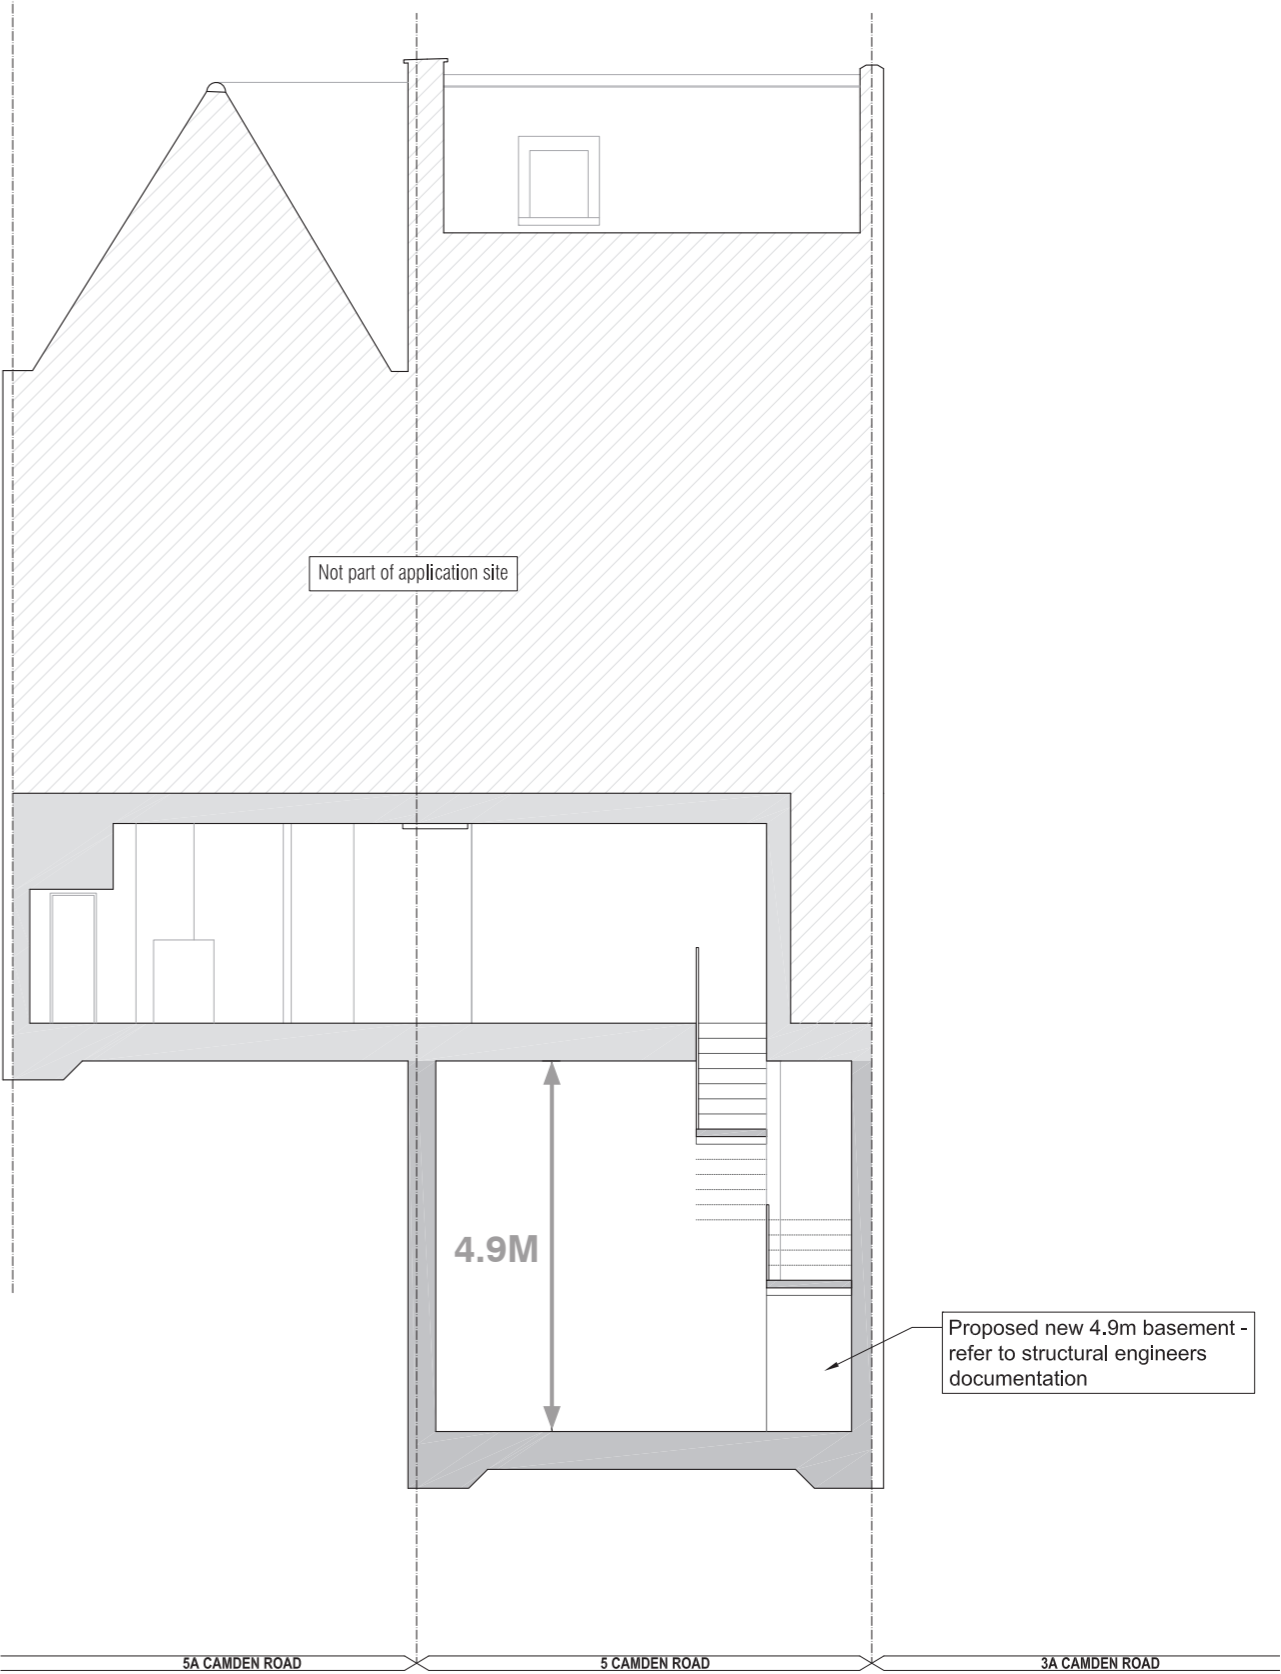 Not part of application site
4.9M
Proposed new 4.9m basement -
refer to structural engineers
documentation
5A CAMDEN ROAD
5 CAMDEN ROAD
3A CAMDEN ROAD